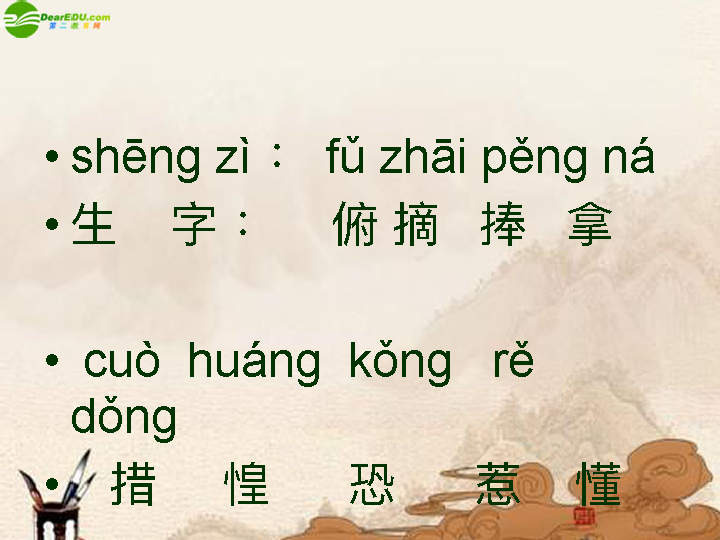 DearEDU.com
第二教育网
• shēng zì： fǔ zhāi pěng ná
• 生 字： 俯 摘 捧 拿
• cuò huáng kǒng rě
dǒng
• 措 惶 恐 惹 懂